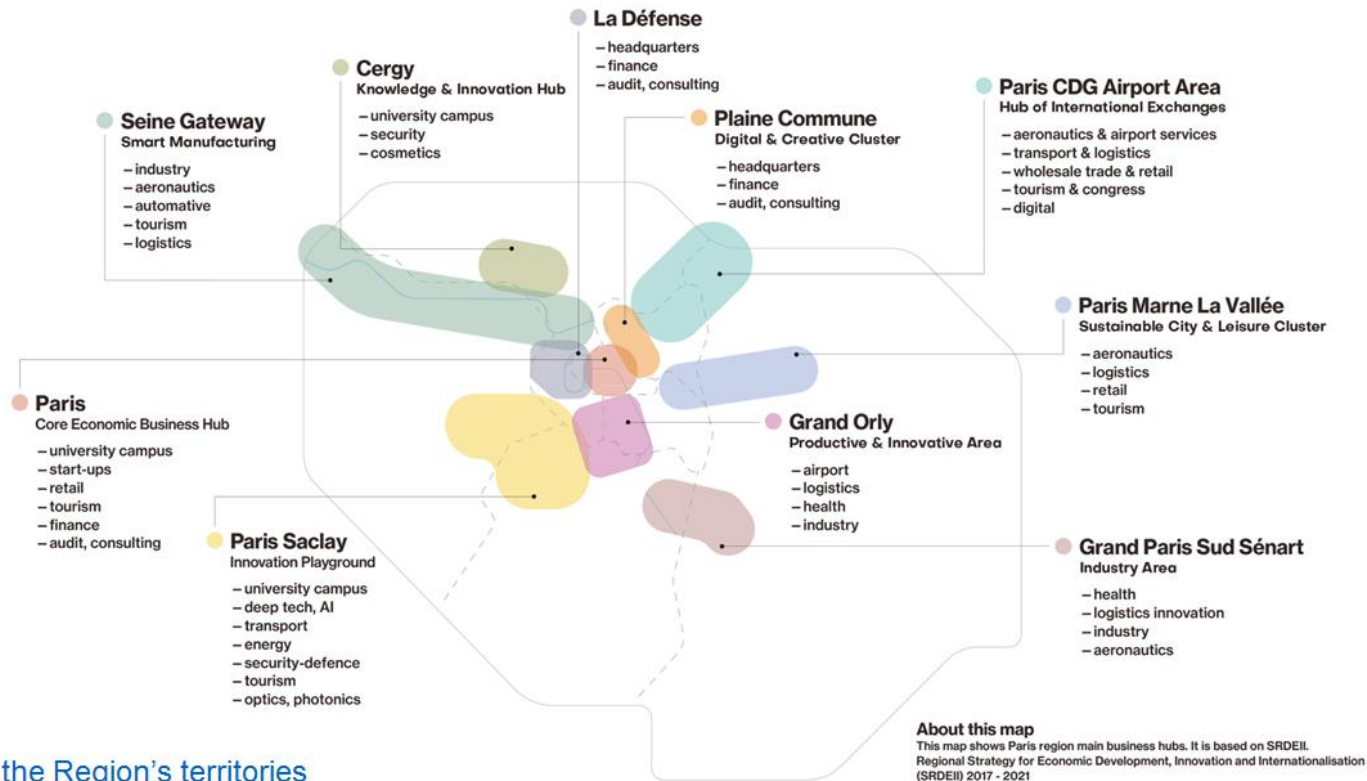 La Défense
– headquarters
– finance
– audit, consulting
Cergy
Knowledge & Innovation Hub
– university campus
– security
– cosmetics
Paris CDG Airport Area
Hub of International Exchanges
– aeronautics & airport services
– transport & logistics
– wholesale trade & retail
– tourism & congress
– digital
Seine Gateway
Smart Manufacturing
– industry
– aeronautics
– automative
– tourism
– logistics
Plaine Commune
Digital & Creative Cluster
– headquarters
– finance
– audit, consulting
Paris Marne La Vallée
Sustainable City & Leisure Cluster
– aeronautics
– logistics
– retail
– tourism
Paris
Core Economic Business Hub
– university campus
– start-ups
– retail
– tourism
– finance
– audit, consulting
Grand Orly
Productive & Innovative Area
– airport
– logistics
– health
– industry
Paris Saclay
Innovation Playground
– university campus
– deep tech, AI
– transport
– energy
– security-defence
– tourism
– optics, photonics
Grand Paris Sud Sénart
Industry Area
– health
– logistics innovation
– industry
– aeronautics
About this map
This map shows Paris region main business hubs. It is based on SRDEII.
Regional Strategy for Economic Development, Innovation and Internationalisation
(SRDEII) 2017 - 2021
the Region's territories